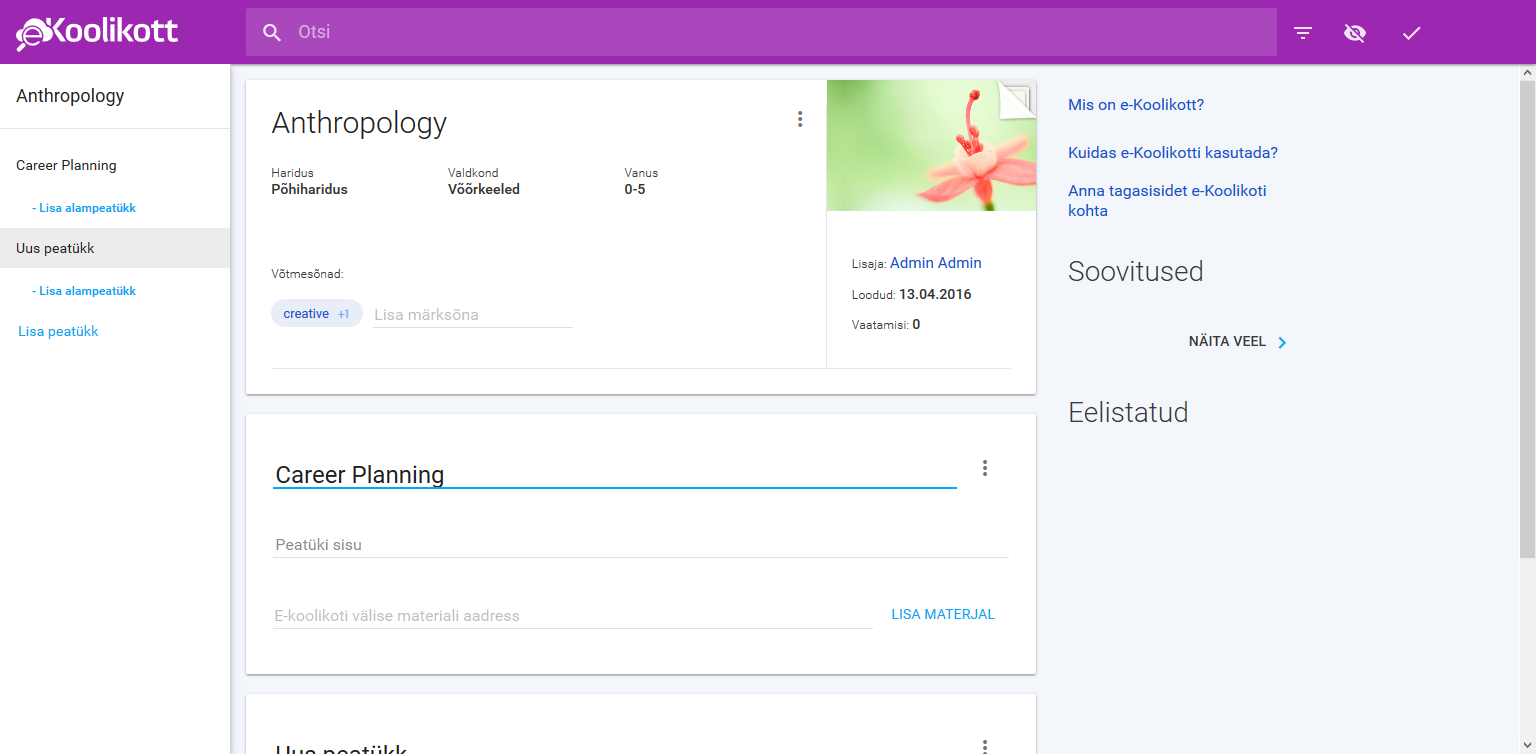 eKoolikott
Otsi
Anthropology
Career Planning
- Lisa alampeatükk
Uus peatükk
- Lisa alampeatükk
Lisa peatükk
Anthropology
Haridus
Põhiharidus
Valdkond
Võõrkeeled
Vanus
0-5
Võtmesõnad:
creative +1
Lisa märksõna
Lisaja: Admin Admin
Loodud: 13.04.2016
Vaatamisi: 0
Career Planning
Peatüki sisu
E-koolikoti välise materiali aadress
LISA MATERJAL
Uus peatükk
Mis on e-Koolikott?
Kuidas e-Koolikotti kasutada?
Anna tagasisidet e-Koolikoti
kohta
Soovitused
NÄITA VEEL
Eelistatud